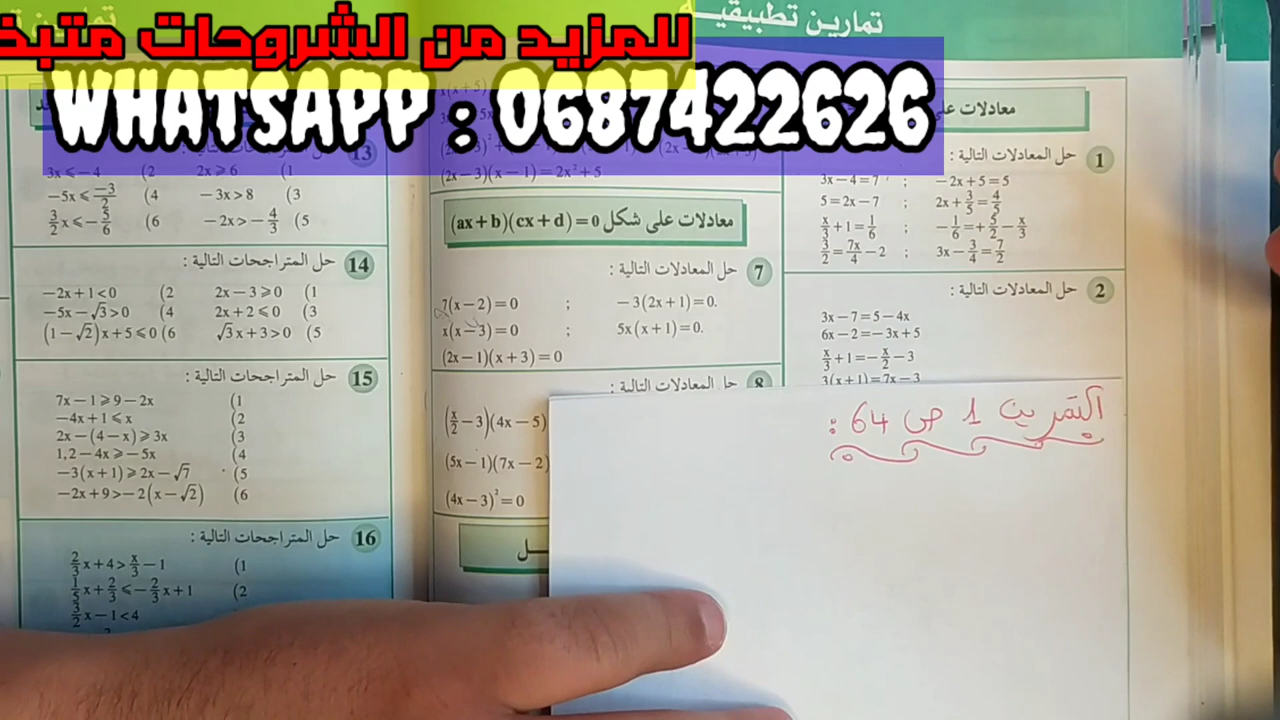 تمارين تطبيقيـــة
للمزيد من الشروحات
WHATSAPP : 0687422626
معادلات
1 حل المعادلات التالية :
3x − 4 = 7 ; − 2x + 5 = 5
5 = 2x − 7 ; 2x + 3/5 = 4/5
x/3 + 1 = 1/6 ; − 1/6 = + 5/2 − x/3
3/2 = 7x/4 − 2 ; 3x − 3/4 = 7/2
2 حل المعادلات التالية :
3x − 7 = 5 − 4x
6x − 2 = − 3x + 5
x/3 + 1 = − x/2 − 3
3(x + 1) = 7x − 3
التمرين 1 ص 64 :
(2x − 3)(x − 1) = 2x² + 5
معادلات على شكل (ax + b)(cx + d) = 0
7 حل المعادلات التالية :
7(x − 2) = 0 ; − 3(2x + 1) = 0.
x(x − 3) = 0 ; 5x(x + 1) = 0.
(2x − 1)(x + 3) = 0
8 حل المعادلات التالية :
(x/2 − 3)(4x − 5)
(5x − 1)(7x − 2)
(4x − 3)² = 0
13 حل المتراجحات التالية :
1) 2x ⩾ 6 2) 3x ⩽ − 4
3) − 3x > 8 4) − 5x ⩽ −3/2
5) − 2x > − 4/3 6) 3/2 x ⩽ − 5/6
14 حل المتراجحات التالية :
1) 2x − 3 ⩾ 0 2) − 2x + 1 < 0
3) 2x + 2 ⩽ 0 4) − 5x − √3 > 0
5) √3 x + 3 > 0 6) (1 − √2)x + 5 ⩽ 0
15 حل المتراجحات التالية :
1) 7x − 1 ⩾ 9 − 2x
2) − 4x + 1 ⩽ x
3) 2x − (4 − x) ⩾ 3x
4) 1,2 − 4x ⩾ − 5x
5) − 3(x + 1) ⩾ 2x − √7
6) − 2x + 9 > − 2(x − √2)
16 حل المتراجحات التالية :
1) 2/3 x + 4 > x/3 − 1
2) 1/5 x + 2/3 ⩽ − 2/3 x + 1
3/2 x − 1 < 4